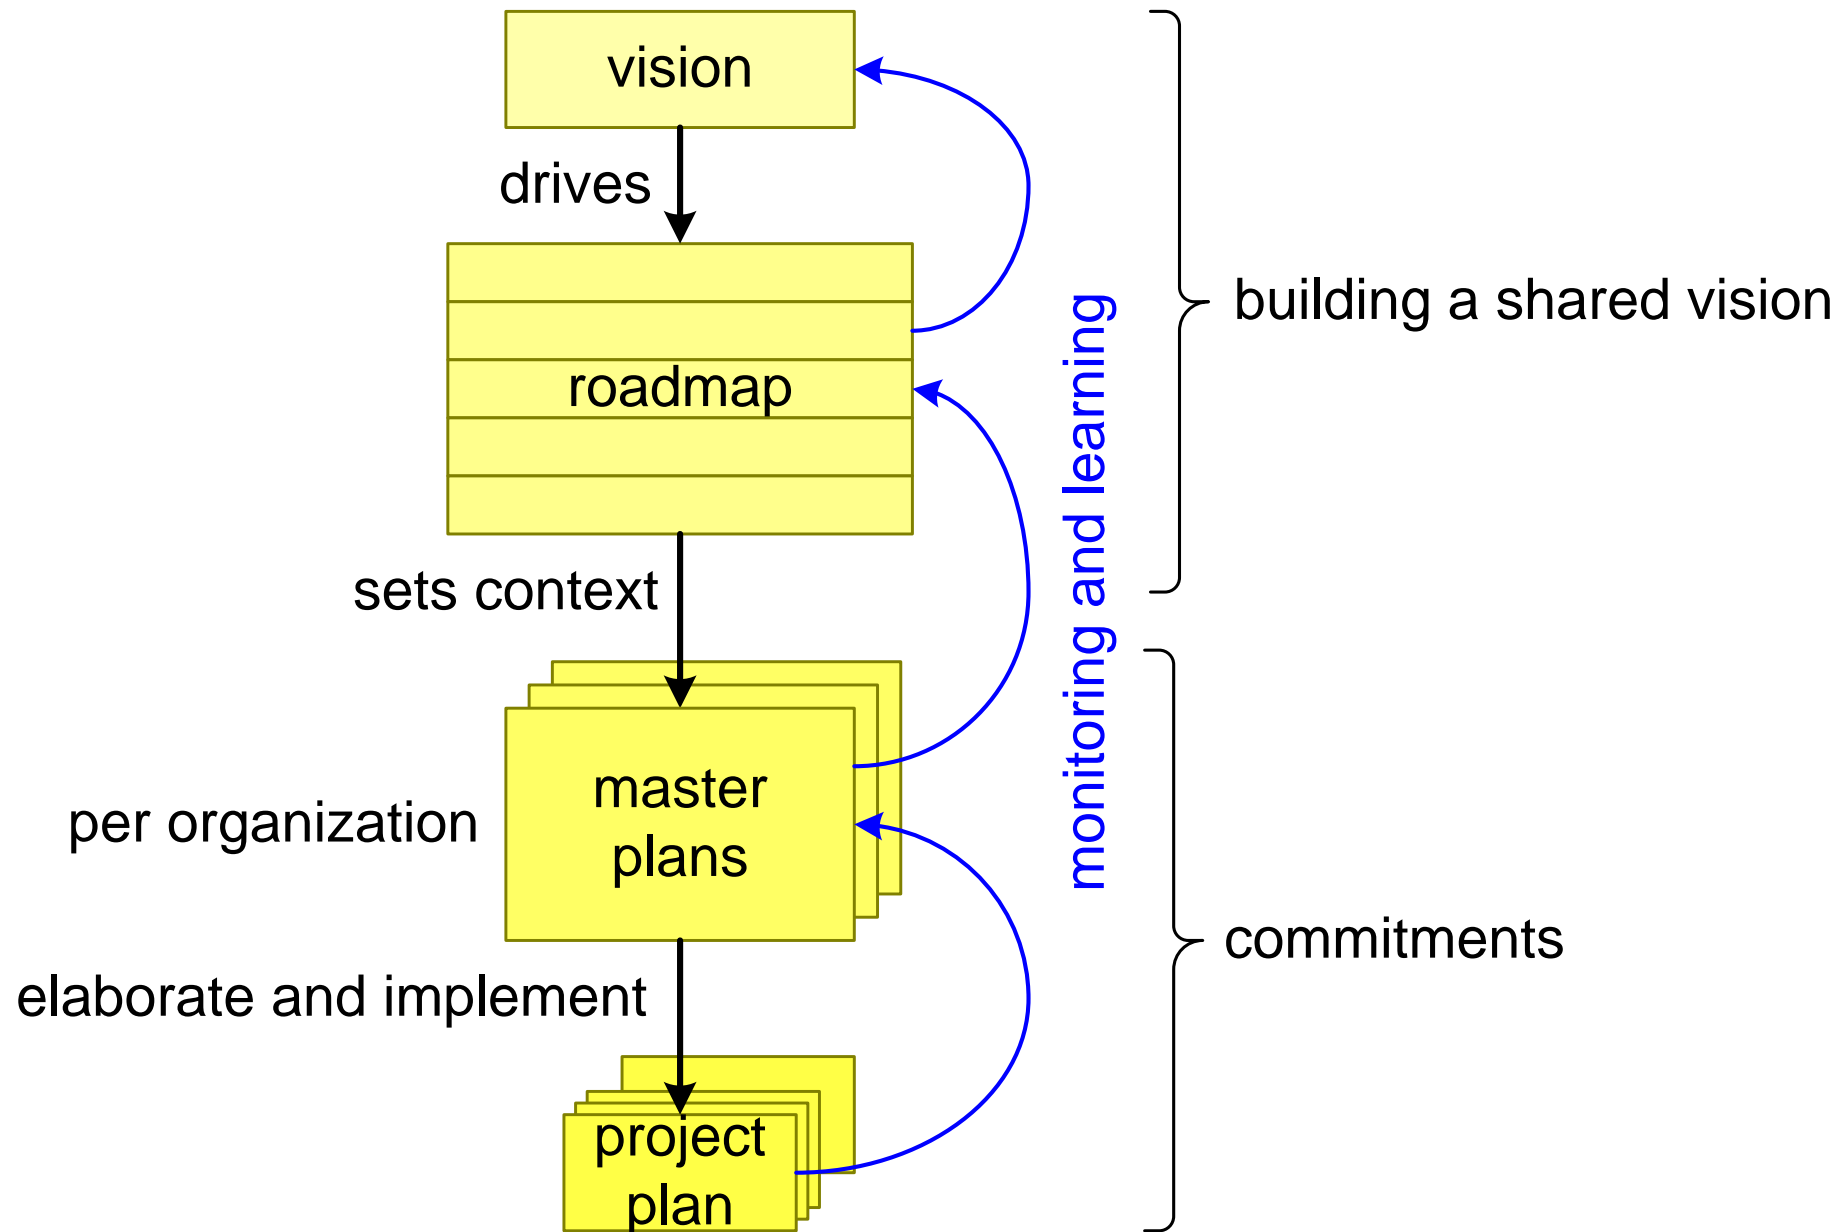 vision
drives
building a shared vision
roadmap
monitoring and learning
sets context
master
plans
per organization
commitments
elaborate and implement
project
plan